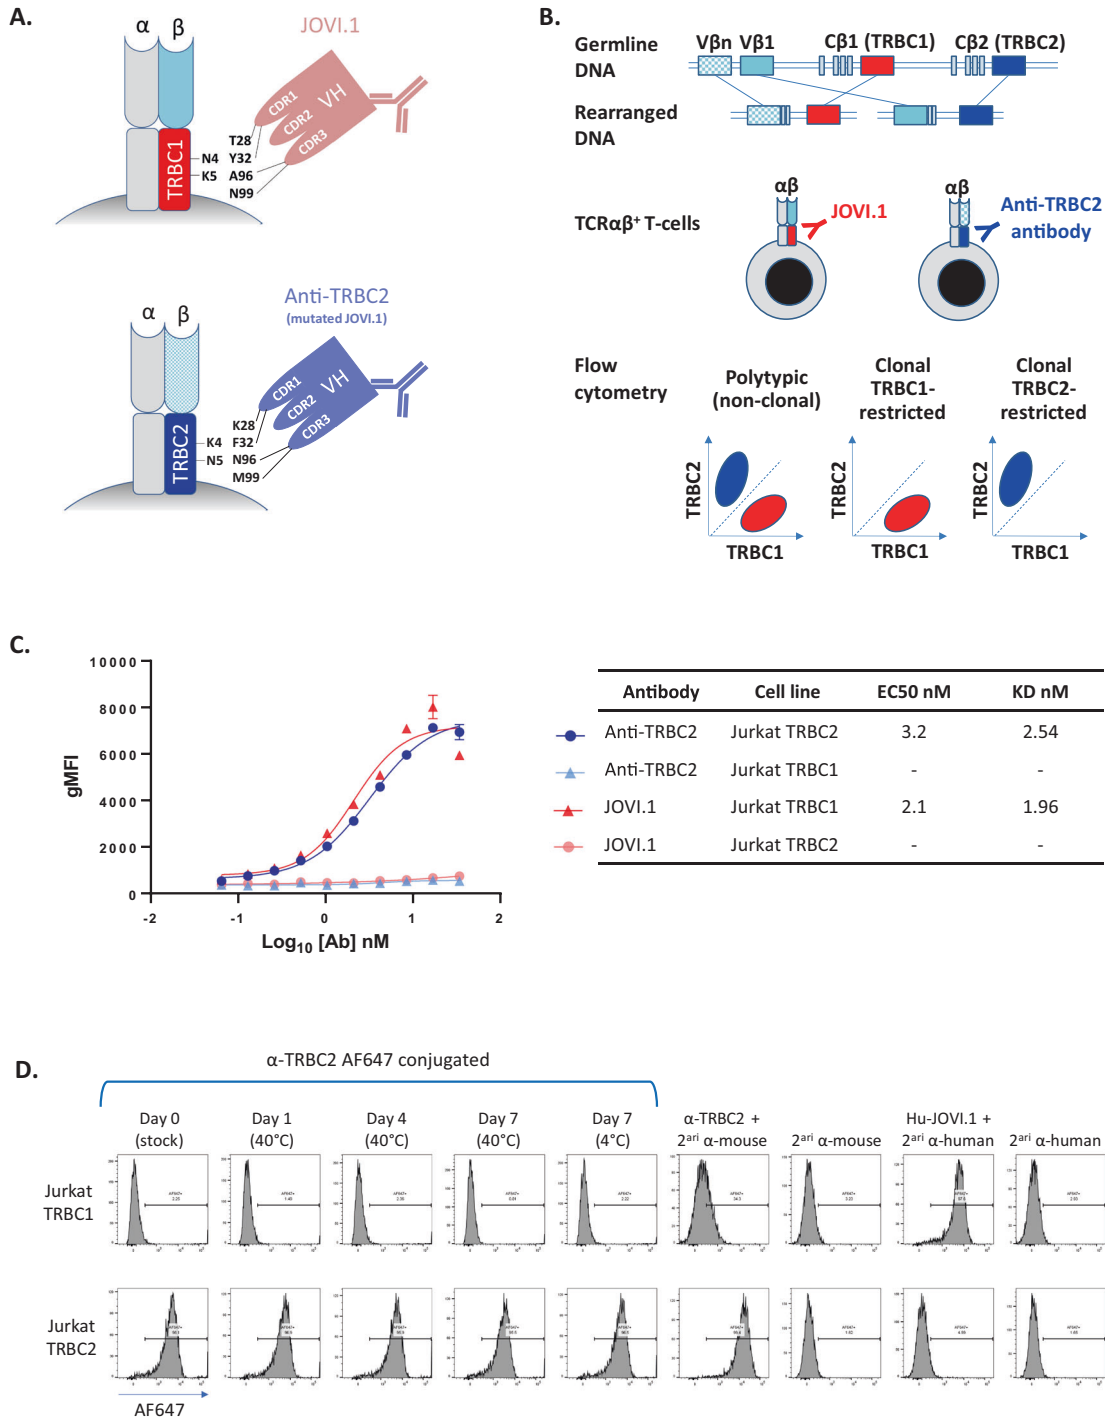 A.
α β
JOVI.1
CDR1
CDR2
CDR3
VH
TRBC1
N4
K5
T28
Y32
A96
N99
α β
Anti-TRBC2
(mutated JOVI.1)
CDR1
CDR2
CDR3
VH
TRBC2
K4
N5
K28
F32
N96
M99
B.
Germline
DNA
Vβn Vβ1 Cβ1 (TRBC1) Cβ2 (TRBC2)
Rearranged
DNA
TCRαβ+ T-cells
αβ
JOVI.1
αβ
Anti-TRBC2
antibody
Flow
cytometry
Polytypic
(non-clonal)
Clonal
TRBC1-
restricted
Clonal
TRBC2-
restricted
TRBC2
TRBC1
TRBC2
TRBC1
TRBC2
TRBC1
C.
gMFI
10000
8000
6000
4000
2000
0
-2 -1 0 1 2
Log10 [Ab] nM
Antibody Cell line EC50 nM KD nM
Anti-TRBC2 Jurkat TRBC2 3.2 2.54
Anti-TRBC2 Jurkat TRBC1 - -
JOVI.1 Jurkat TRBC1 2.1 1.96
JOVI.1 Jurkat TRBC2 - -
D.
α-TRBC2 AF647 conjugated
Day 0
(stock)
Day 1
(40°C)
Day 4
(40°C)
Day 7
(40°C)
Day 7
(4°C)
α-TRBC2 +
2ari α-mouse
2ari α-mouse
Hu-JOVI.1 +
2ari α-human
2ari α-human
Jurkat
TRBC1
Jurkat
TRBC2
AF647